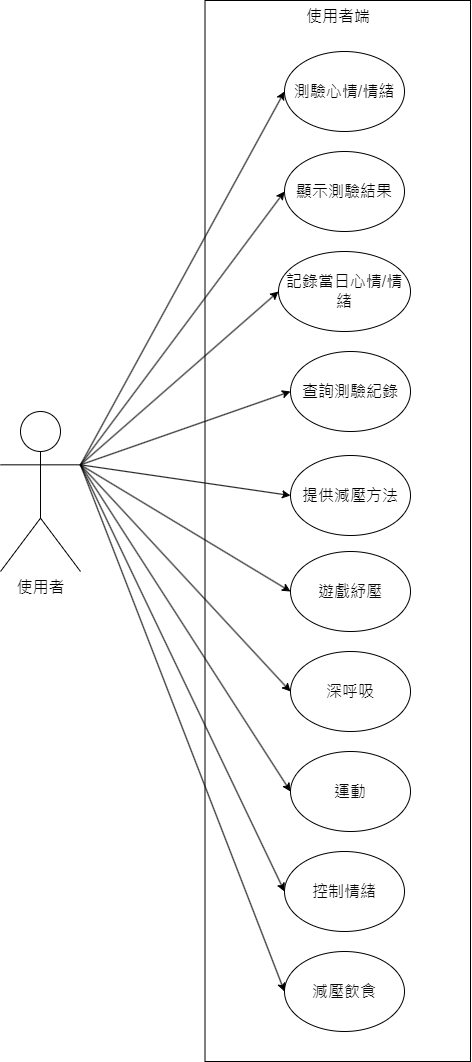 使用者端
測驗心情/情緒
顯示測驗結果
記錄當日心情/情
緒
查詢測驗紀錄
提供減壓方法
遊戲紓壓
深呼吸
運動
控制情緒
減壓飲食
使用者